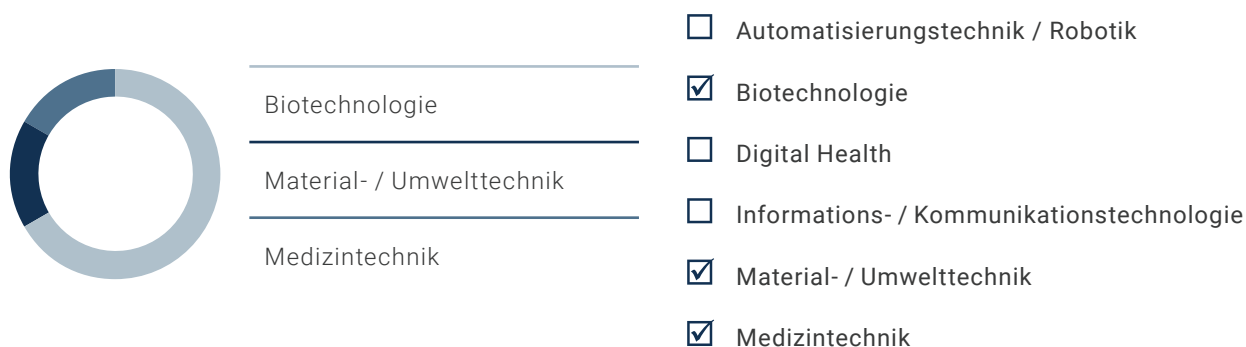 Biotechnologie
Material- / Umwelttechnik
Medizintechnik
Automatisierungstechnik / Robotik
Biotechnologie
Digital Health
Informations- / Kommunikationstechnologie
Material- / Umwelttechnik
Medizintechnik